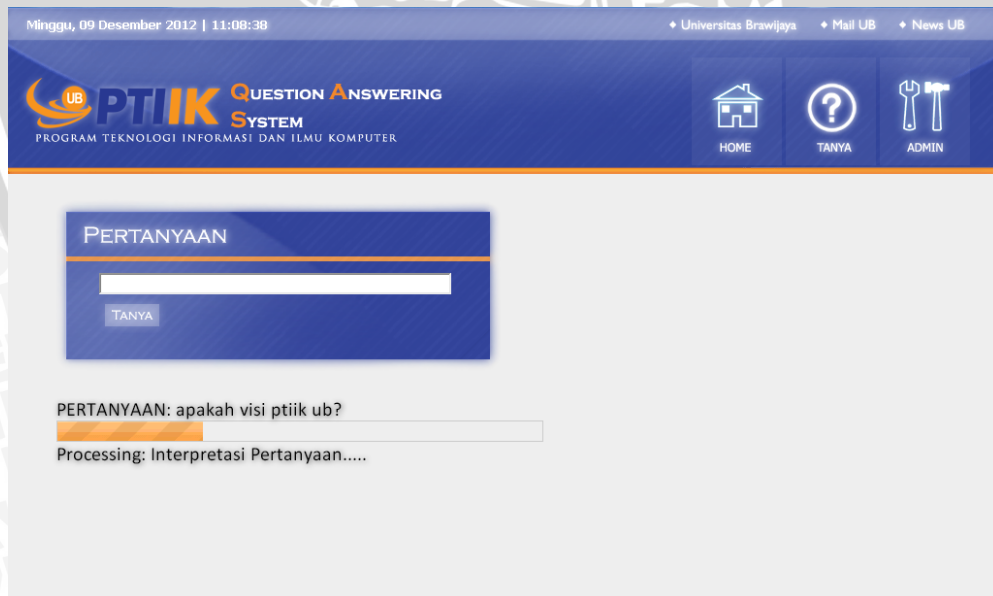 Minggu, 09 Desember 2012 | 11:08:38
Universitas Brawijaya Mail UB News UB
UB PTIIK QUESTION ANSWERING SYSTEM
PROGRAM TEKNOLOGI INFORMASI DAN ILMU KOMPUTER
HOME TANYA ADMIN
PERTANYAAN
TANYA
PERTANYAAN: apakah visi ptiik ub?
Processing: Interpretasi Pertanyaan.....